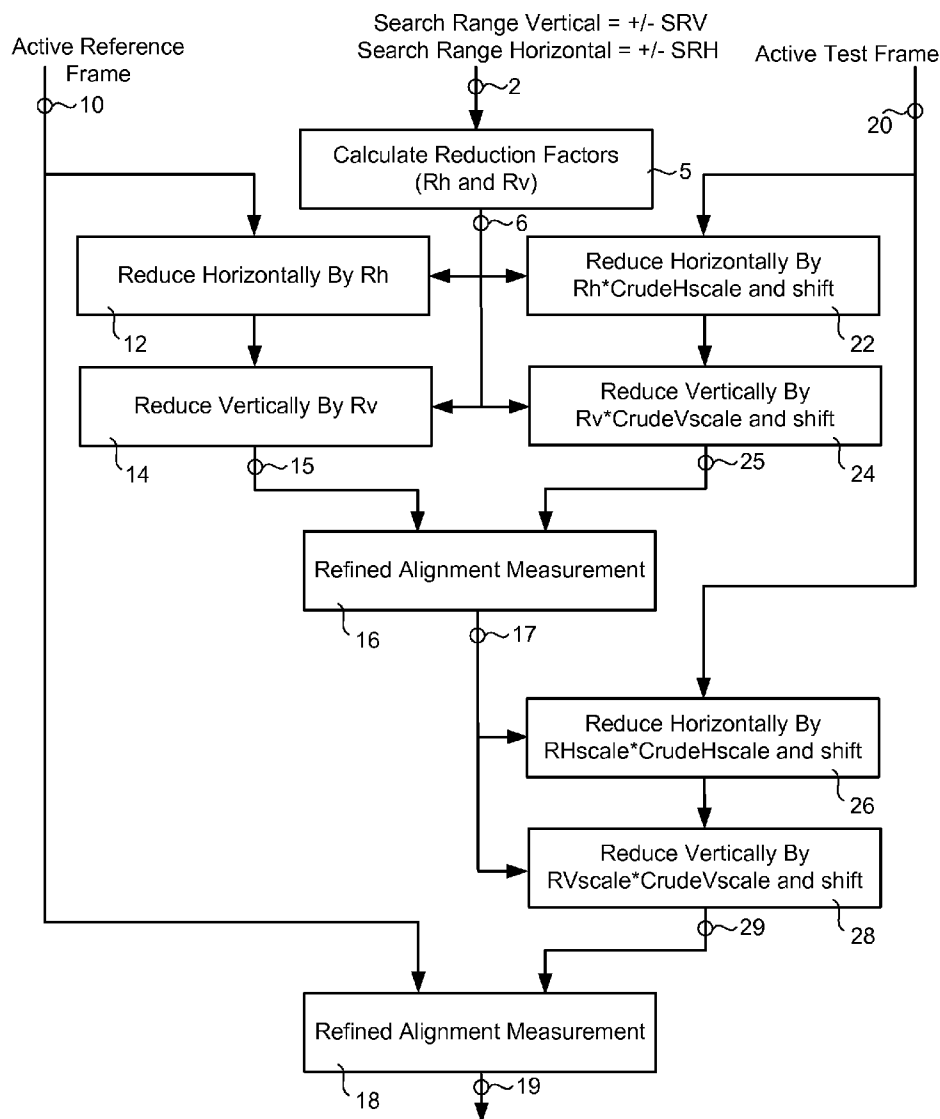 Search Range Vertical = +/- SRV
Search Range Horizontal = +/- SRH
Active Reference
Frame
Active Test Frame
10
2
20
Calculate Reduction Factors
(Rh and Rv)
5
6
Reduce Horizontally By Rh
12
Reduce Horizontally By
Rh*CrudeHscale and shift
22
Reduce Vertically By Rv
14
Reduce Vertically By
Rv*CrudeVscale and shift
24
15
25
Refined Alignment Measurement
16
17
Reduce Horizontally By
RHscale*CrudeHscale and shift
26
Reduce Vertically By
RVscale*CrudeVscale and shift
28
29
Refined Alignment Measurement
18
19